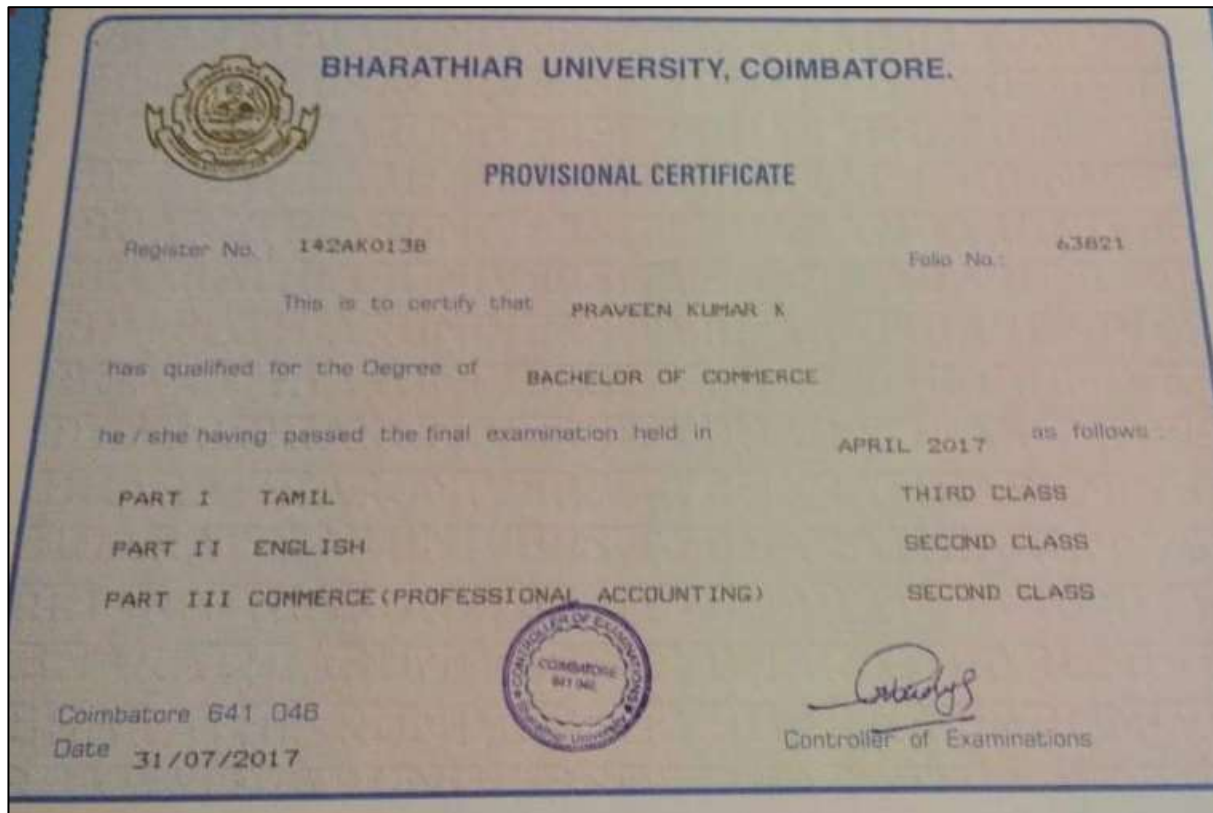 BHARATHIAR UNIVERSITY, COIMBATORE.
PROVISIONAL CERTIFICATE
Register No. : 142AK0138 Folio No.: 63821
This is to certify that PRAVEEN KUMAR K
has qualified for the Degree of BACHELOR OF COMMERCE
he / she having passed the final examination held in APRIL 2017 as follows :
PART I TAMIL THIRD CLASS
PART II ENGLISH SECOND CLASS
PART III COMMERCE(PROFESSIONAL ACCOUNTING) SECOND CLASS
CONTROLLER OF EXAMINATIONS
COIMBATORE
641 046
Bharathiar University
Coimbatore 641 046
Date 31/07/2017
Controller of Examinations